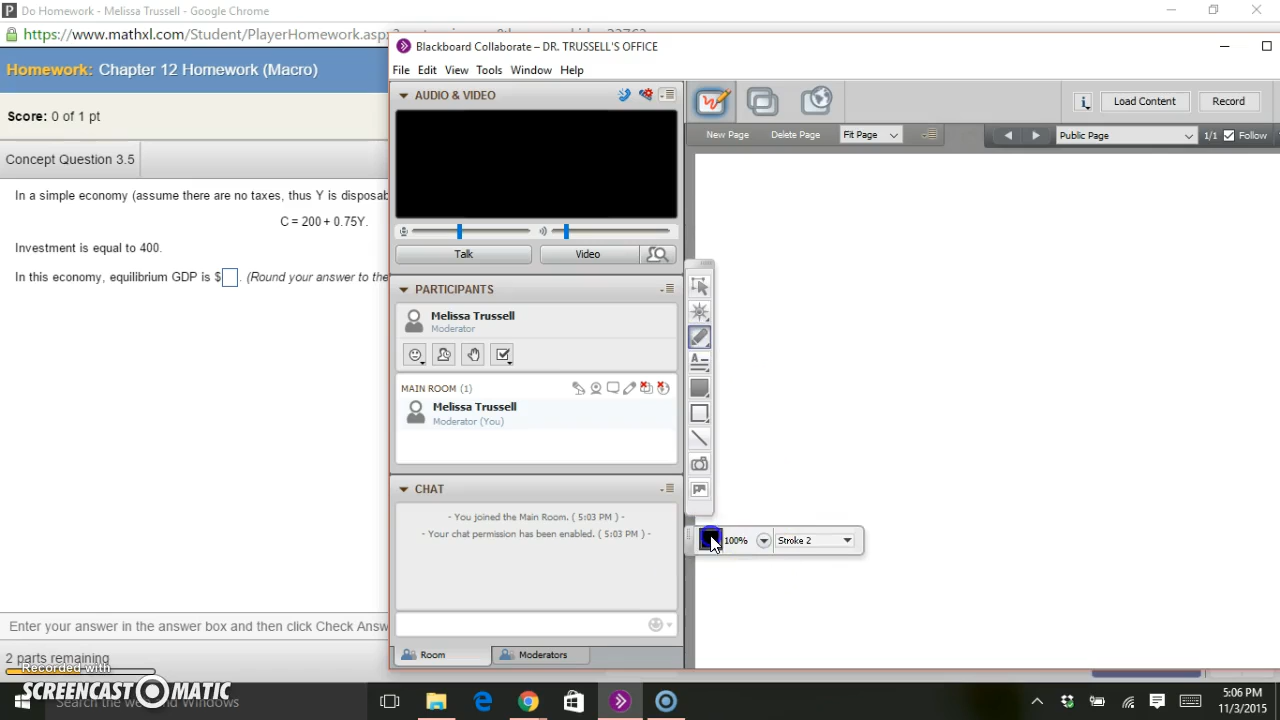 Do Homework - Melissa Trussell - Google Chrome
https://www.mathxl.com/Student/PlayerHomework.asp
Homework: Chapter 12 Homework (Macro)
Score: 0 of 1 pt
Concept Question 3.5
In a simple economy (assume there are no taxes, thus Y is disposab
C = 200 + 0.75Y.
Investment is equal to 400.
In this economy, equilibrium GDP is $ . (Round your answer to the
Enter your answer in the answer box and then click Check Answ
2 parts remaining
Recorded with
SCREENCAST MATIC
Search the web and Windows
Blackboard Collaborate – DR. TRUSSELL'S OFFICE
File Edit View Tools Window Help
AUDIO & VIDEO
Talk Video
PARTICIPANTS
Melissa Trussell
Moderator
MAIN ROOM (1)
Melissa Trussell
Moderator (You)
CHAT
- You joined the Main Room. ( 5:03 PM ) -
- Your chat permission has been enabled. ( 5:03 PM ) -
Room Moderators
Load Content Record
New Page Delete Page Fit Page Public Page 1/1 Follow
100% Stroke 2
5:06 PM
11/3/2015